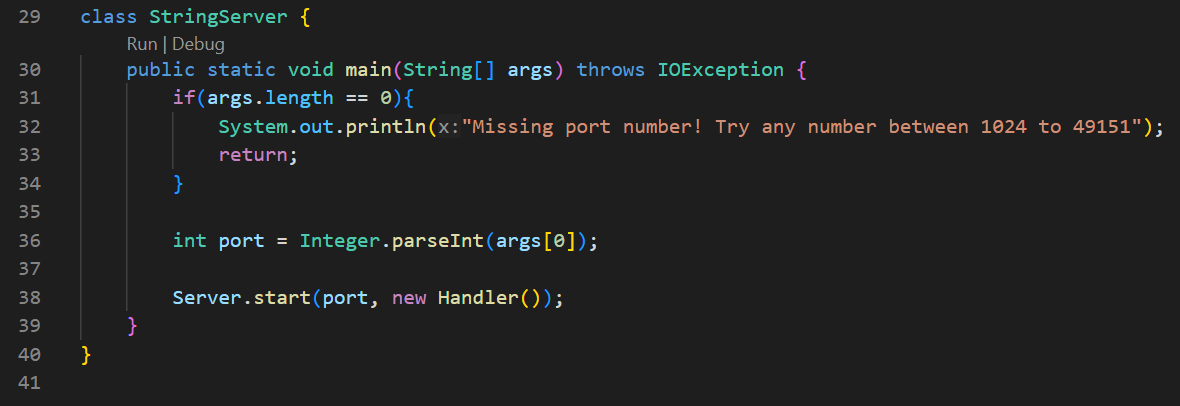 29 class StringServer {
Run | Debug
30 public static void main(String[] args) throws IOException {
31 if(args.length == 0){
32 System.out.println(x:"Missing port number! Try any number between 1024 to 49151");
33 return;
34 }
35
36 int port = Integer.parseInt(args[0]);
37
38 Server.start(port, new Handler());
39 }
40 }
41